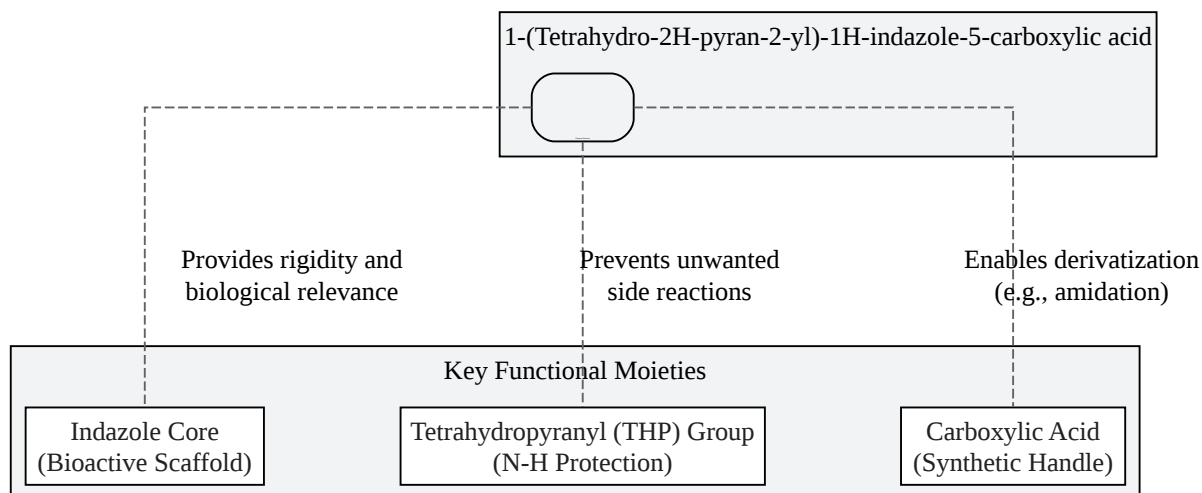 1-(Tetrahydro-2H-pyran-2-yl)-1H-indazole-5-carboxylic acid
Provides rigidity and
biological relevance
Prevents unwanted
side reactions
Enables derivatization
(e.g., amidation)
Key Functional Moieties
Indazole Core
(Bioactive Scaffold)
Tetrahydropyranyl (THP) Group
(N-H Protection)
Carboxylic Acid
(Synthetic Handle)